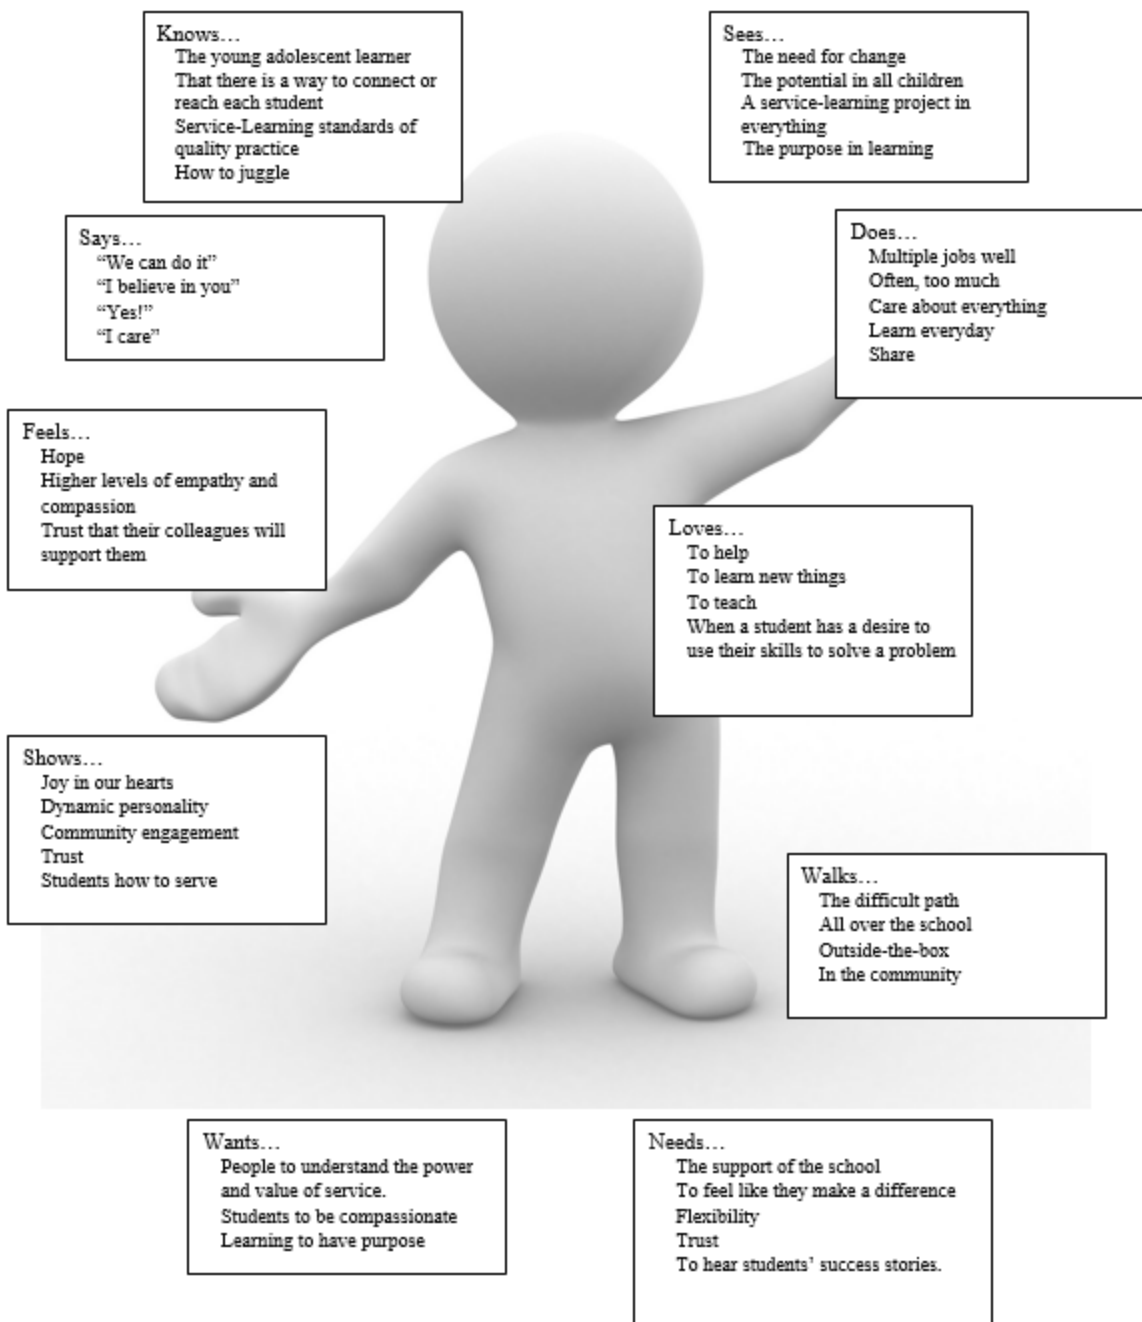 Knows…
The young adolescent learner
That there is a way to connect or
reach each student
Service-Learning standards of
quality practice
How to juggle
Sees…
The need for change
The potential in all children
A service-learning project in
everything
The purpose in learning
Says…
“We can do it”
“I believe in you”
“Yes!”
“I care”
Does…
Multiple jobs well
Often, too much
Care about everything
Learn everyday
Share
Feels…
Hope
Higher levels of empathy and
compassion
Trust that their colleagues will
support them
Loves…
To help
To learn new things
To teach
When a student has a desire to
use their skills to solve a problem
Shows…
Joy in our hearts
Dynamic personality
Community engagement
Trust
Students how to serve
Walks…
The difficult path
All over the school
Outside-the-box
In the community
Wants…
People to understand the power
and value of service.
Students to be compassionate
Learning to have purpose
Needs…
The support of the school
To feel like they make a difference
Flexibility
Trust
To hear students’ success stories.